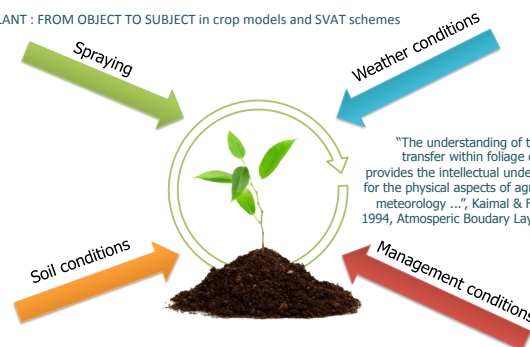 LANT : FROM OBJECT TO SUBJECT in crop models and SVAT schemes
Spraying
Weather conditions
"The understanding of t
transfer within foliage
provides the intellectual unde
for the physical aspects of agr
meteorology ...", Kaimal & F
1994, Atmosperic Boudary Lay
Soil conditions
Management conditions